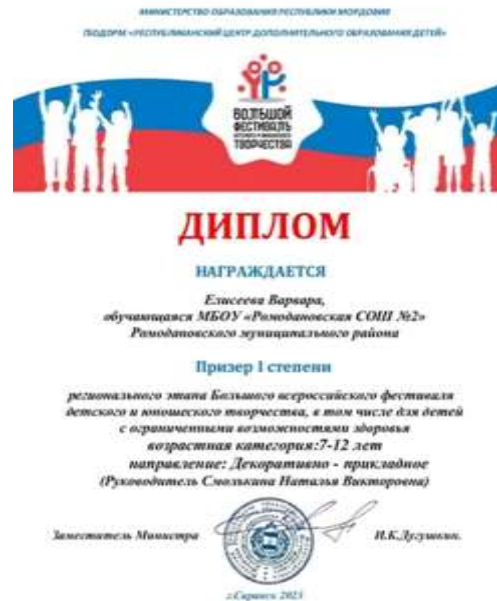 МИНИСТЕРСТВО ОБРАЗОВАНИЯ РЕСПУБЛИКИ МОРДОВИЯ
ГБОДОРМ «РЕСПУБЛИКАНСКИЙ ЦЕНТР ДОПОЛНИТЕЛЬНОГО ОБРАЗОВАНИЯ ДЕТЕЙ»
БОЛЬШОЙ
ФЕСТИВАЛЬ
ДЕТСКОГО И ЮНОШЕСКОГО
ТВОРЧЕСТВА
ДИПЛОМ
НАГРАЖДАЕТСЯ
Елисеева Варвара,
обучающаяся МБОУ «Ромодановская СОШ №2»
Ромодановского муниципального района
Призер I степени
регионального этапа Большого всероссийского фестиваля
детского и юношеского творчества, в том числе для детей
с ограниченными возможностями здоровья
возрастная категория:7-12 лет
направление: Декоративно - прикладное
(Руководитель Смолькина Наталья Викторовна)
Заместитель Министра
И.К.Дугушкин.
г.Саранск 2023